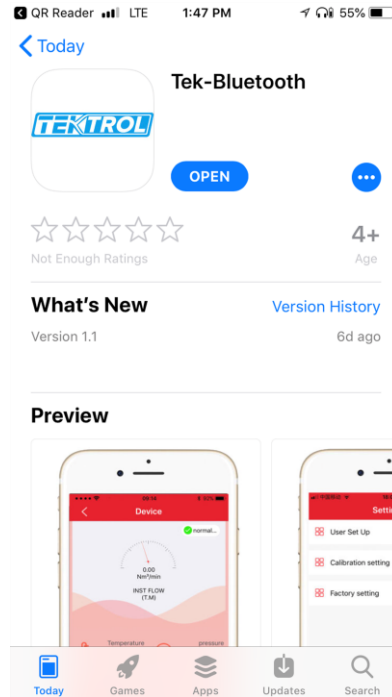 QR Reader LTE 1:47 PM 55%
Today
Tek-Bluetooth
TEKTROL
OPEN
4+
Not Enough Ratings Age
What's New Version History
Version 1.1 6d ago
Preview
08:14
Device
normal...
0.00
Nm³/min
INST FLOW
(T.M)
Temperature pressure
User Set Up
Calibration setting
Factory setting
Today Games Apps Updates Search